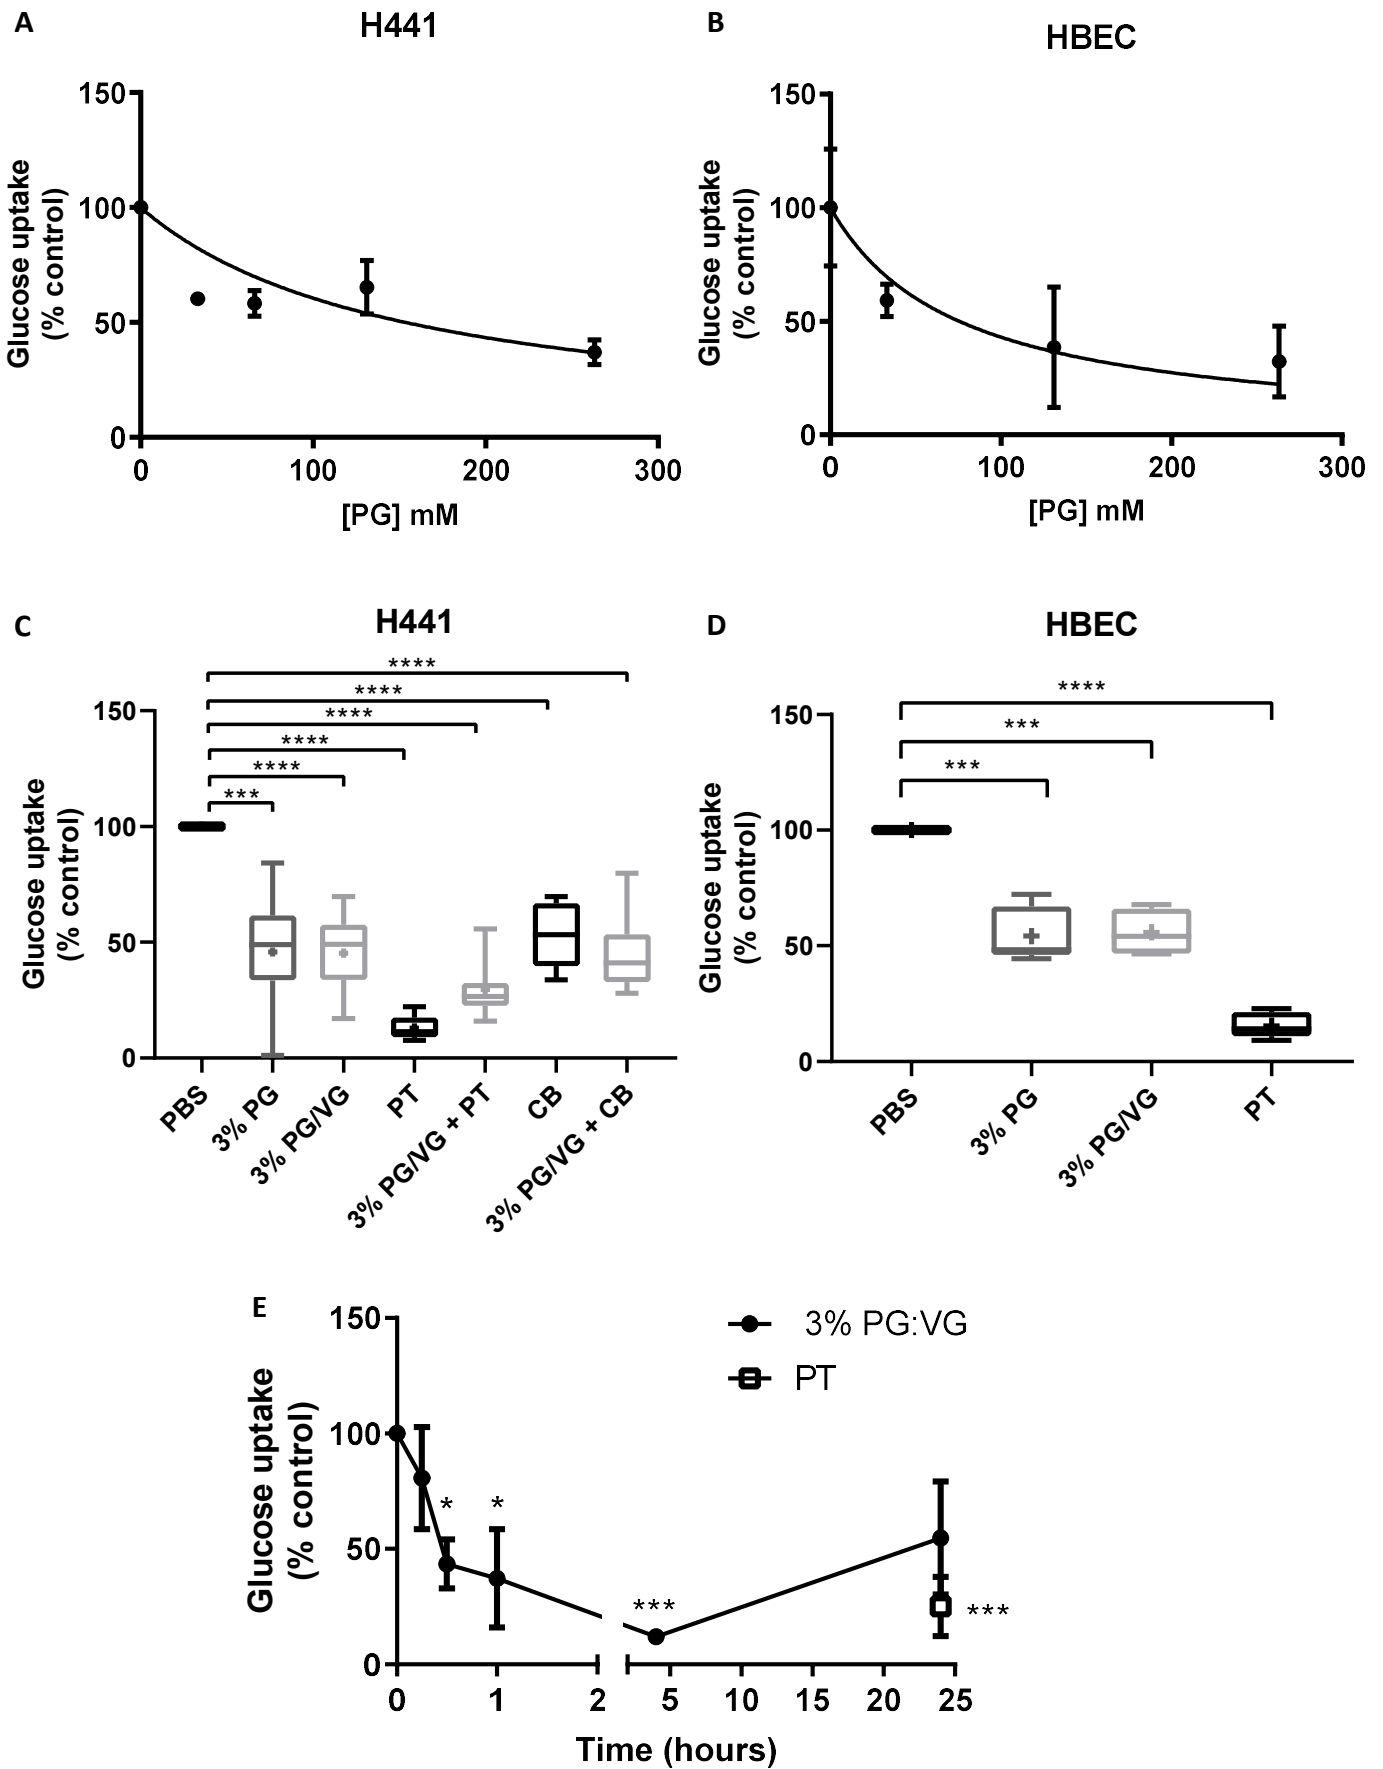 A
H441
Glucose uptake
(% control)
150
100
50
0
0 100 200 300
[PG] mM
B
HBEC
Glucose uptake
(% control)
150
100
50
0
0 100 200 300
[PG] mM
C
H441
****
****
****
****
****
***
Glucose uptake
(% control)
150
100
50
0
PBS
3% PG
3% PG/VG
PT
3% PG/VG + PT
CB
3% PG/VG + CB
D
HBEC
****
***
***
Glucose uptake
(% control)
150
100
50
0
PBS
3% PG
3% PG/VG
PT
E
3% PG:VG
PT
Glucose uptake
(% control)
150
100
50
0
* * *** ***
0 1 2 5 10 15 20 25
Time (hours)